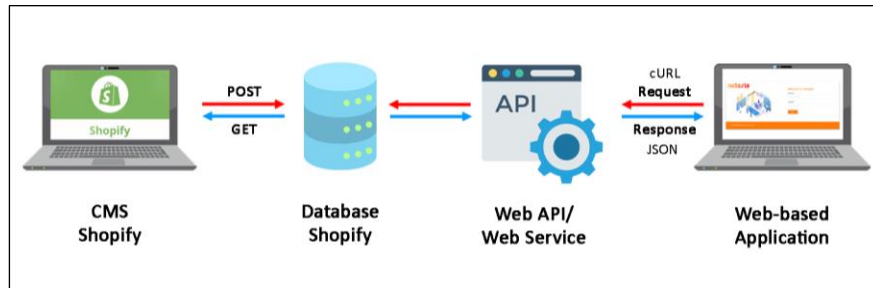 Shopify
POST
GET
API
cURL
Request
Response
JSON
CMS
Shopify
Database
Shopify
Web API/
Web Service
Web-based
Application